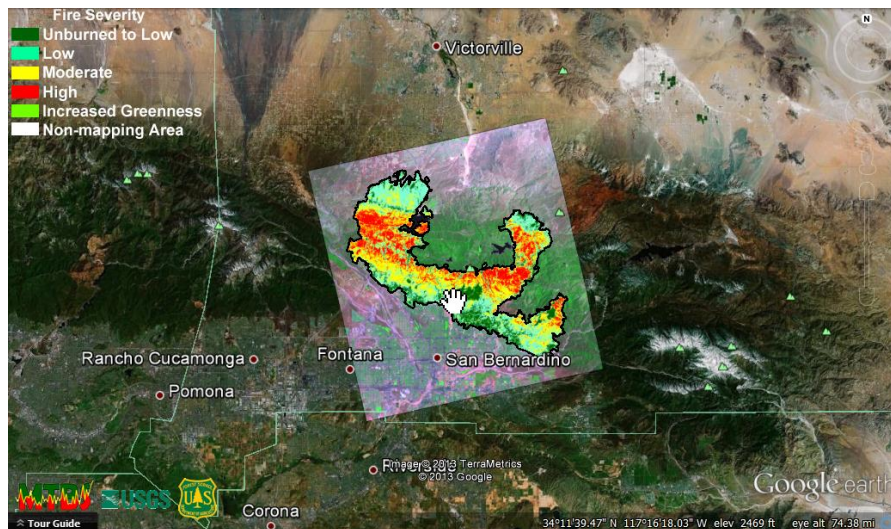 Fire Severity
Unburned to Low
Low
Moderate
High
Increased Greenness
Non-mapping Area
N
Victorville
Rancho Cucamonga
Fontana
San Bernardino
Pomona
Riverside
Image © 2013 TerraMetrics
© 2013 Google
Google earth
MTBS
USGS
U S
Corona
Tour Guide
34°11'39.47" N 117°16'18.03" W elev 2469 ft eye alt 74.38 mi